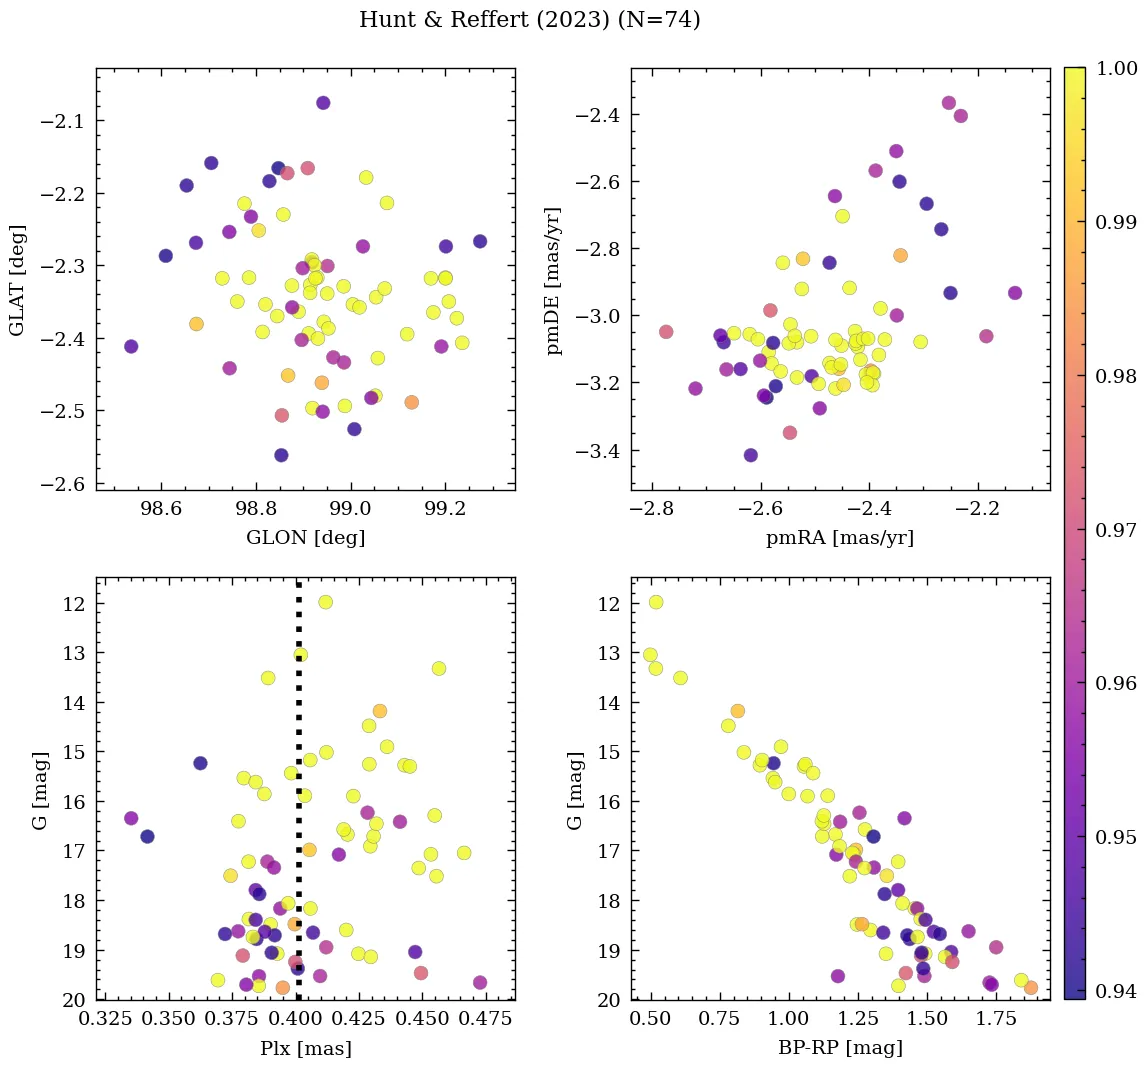 Hunt & Reffert (2023) (N=74)
−2.1
−2.2
−2.3
−2.4
−2.5
−2.6
GLAT [deg]
98.6 98.8 99.0 99.2
GLON [deg]
−2.4
−2.6
−2.8
−3.0
−3.2
−3.4
pmDE [mas/yr]
−2.8 −2.6 −2.4 −2.2
pmRA [mas/yr]
12
13
14
15
16
17
18
19
20
G [mag]
0.325 0.350 0.375 0.400 0.425 0.450 0.475
Plx [mas]
12
13
14
15
16
17
18
19
20
G [mag]
0.50 0.75 1.00 1.25 1.50 1.75
BP-RP [mag]
1.00
0.99
0.98
0.97
0.96
0.95
0.94